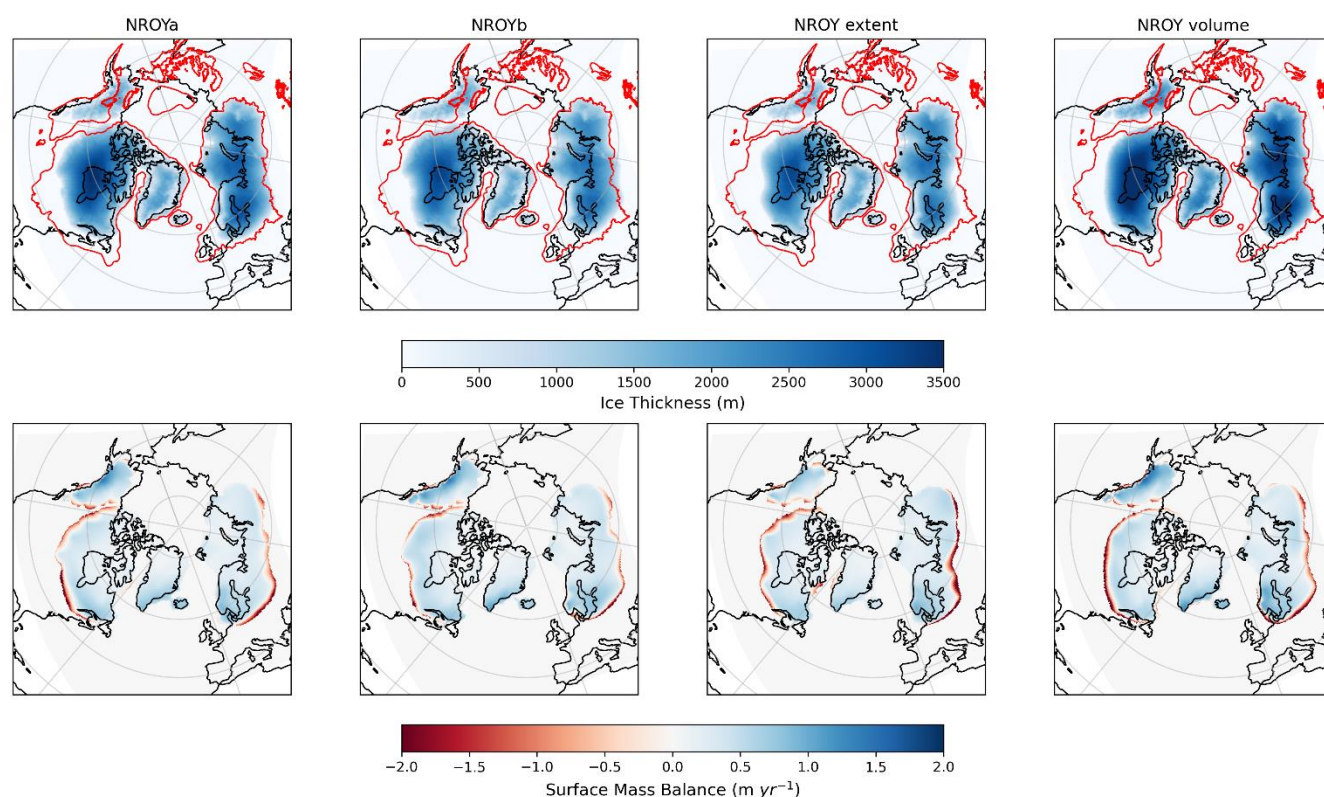 NROYa
NROYb
NROY extent
NROY volume
0 500 1000 1500 2000 2500 3000 3500
Ice Thickness (m)
−2.0 −1.5 −1.0 −0.5 0.0 0.5 1.0 1.5 2.0
Surface Mass Balance (m yr⁻¹)